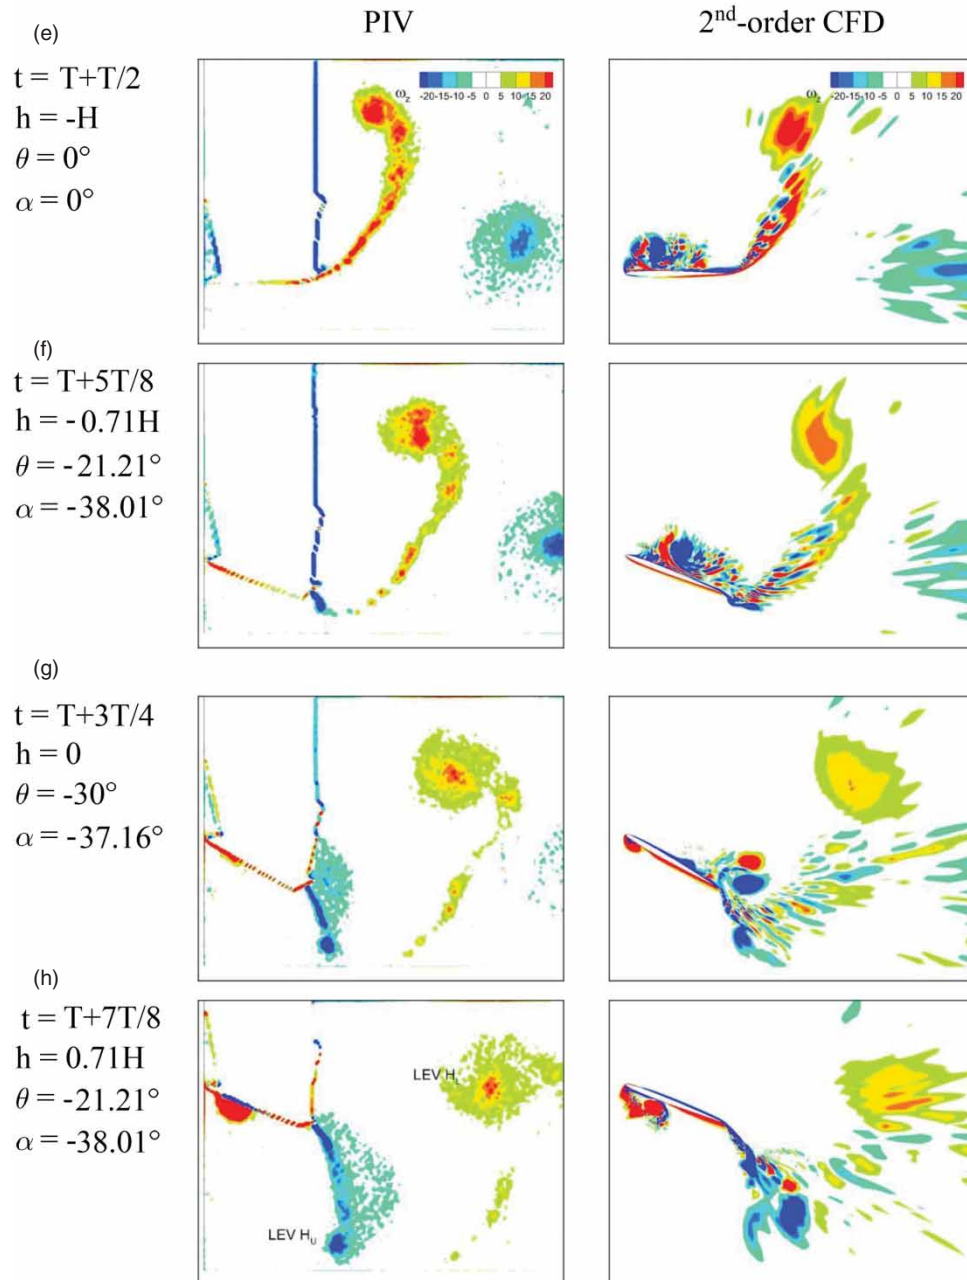 PIV
2nd-order CFD
(e)
t = T+T/2
h = -H
θ = 0°
α = 0°
ωz -20-15-10 -5 0 5 10 15 20
ωz -20-15-10 -5 0 5 10 15 20
(f)
t = T+5T/8
h = - 0.71H
θ = -21.21°
α = -38.01°
(g)
t = T+3T/4
h = 0
θ = -30°
α = -37.16°
(h)
t = T+7T/8
h = 0.71H
θ = -21.21°
α = -38.01°
LEV HL
LEV HU